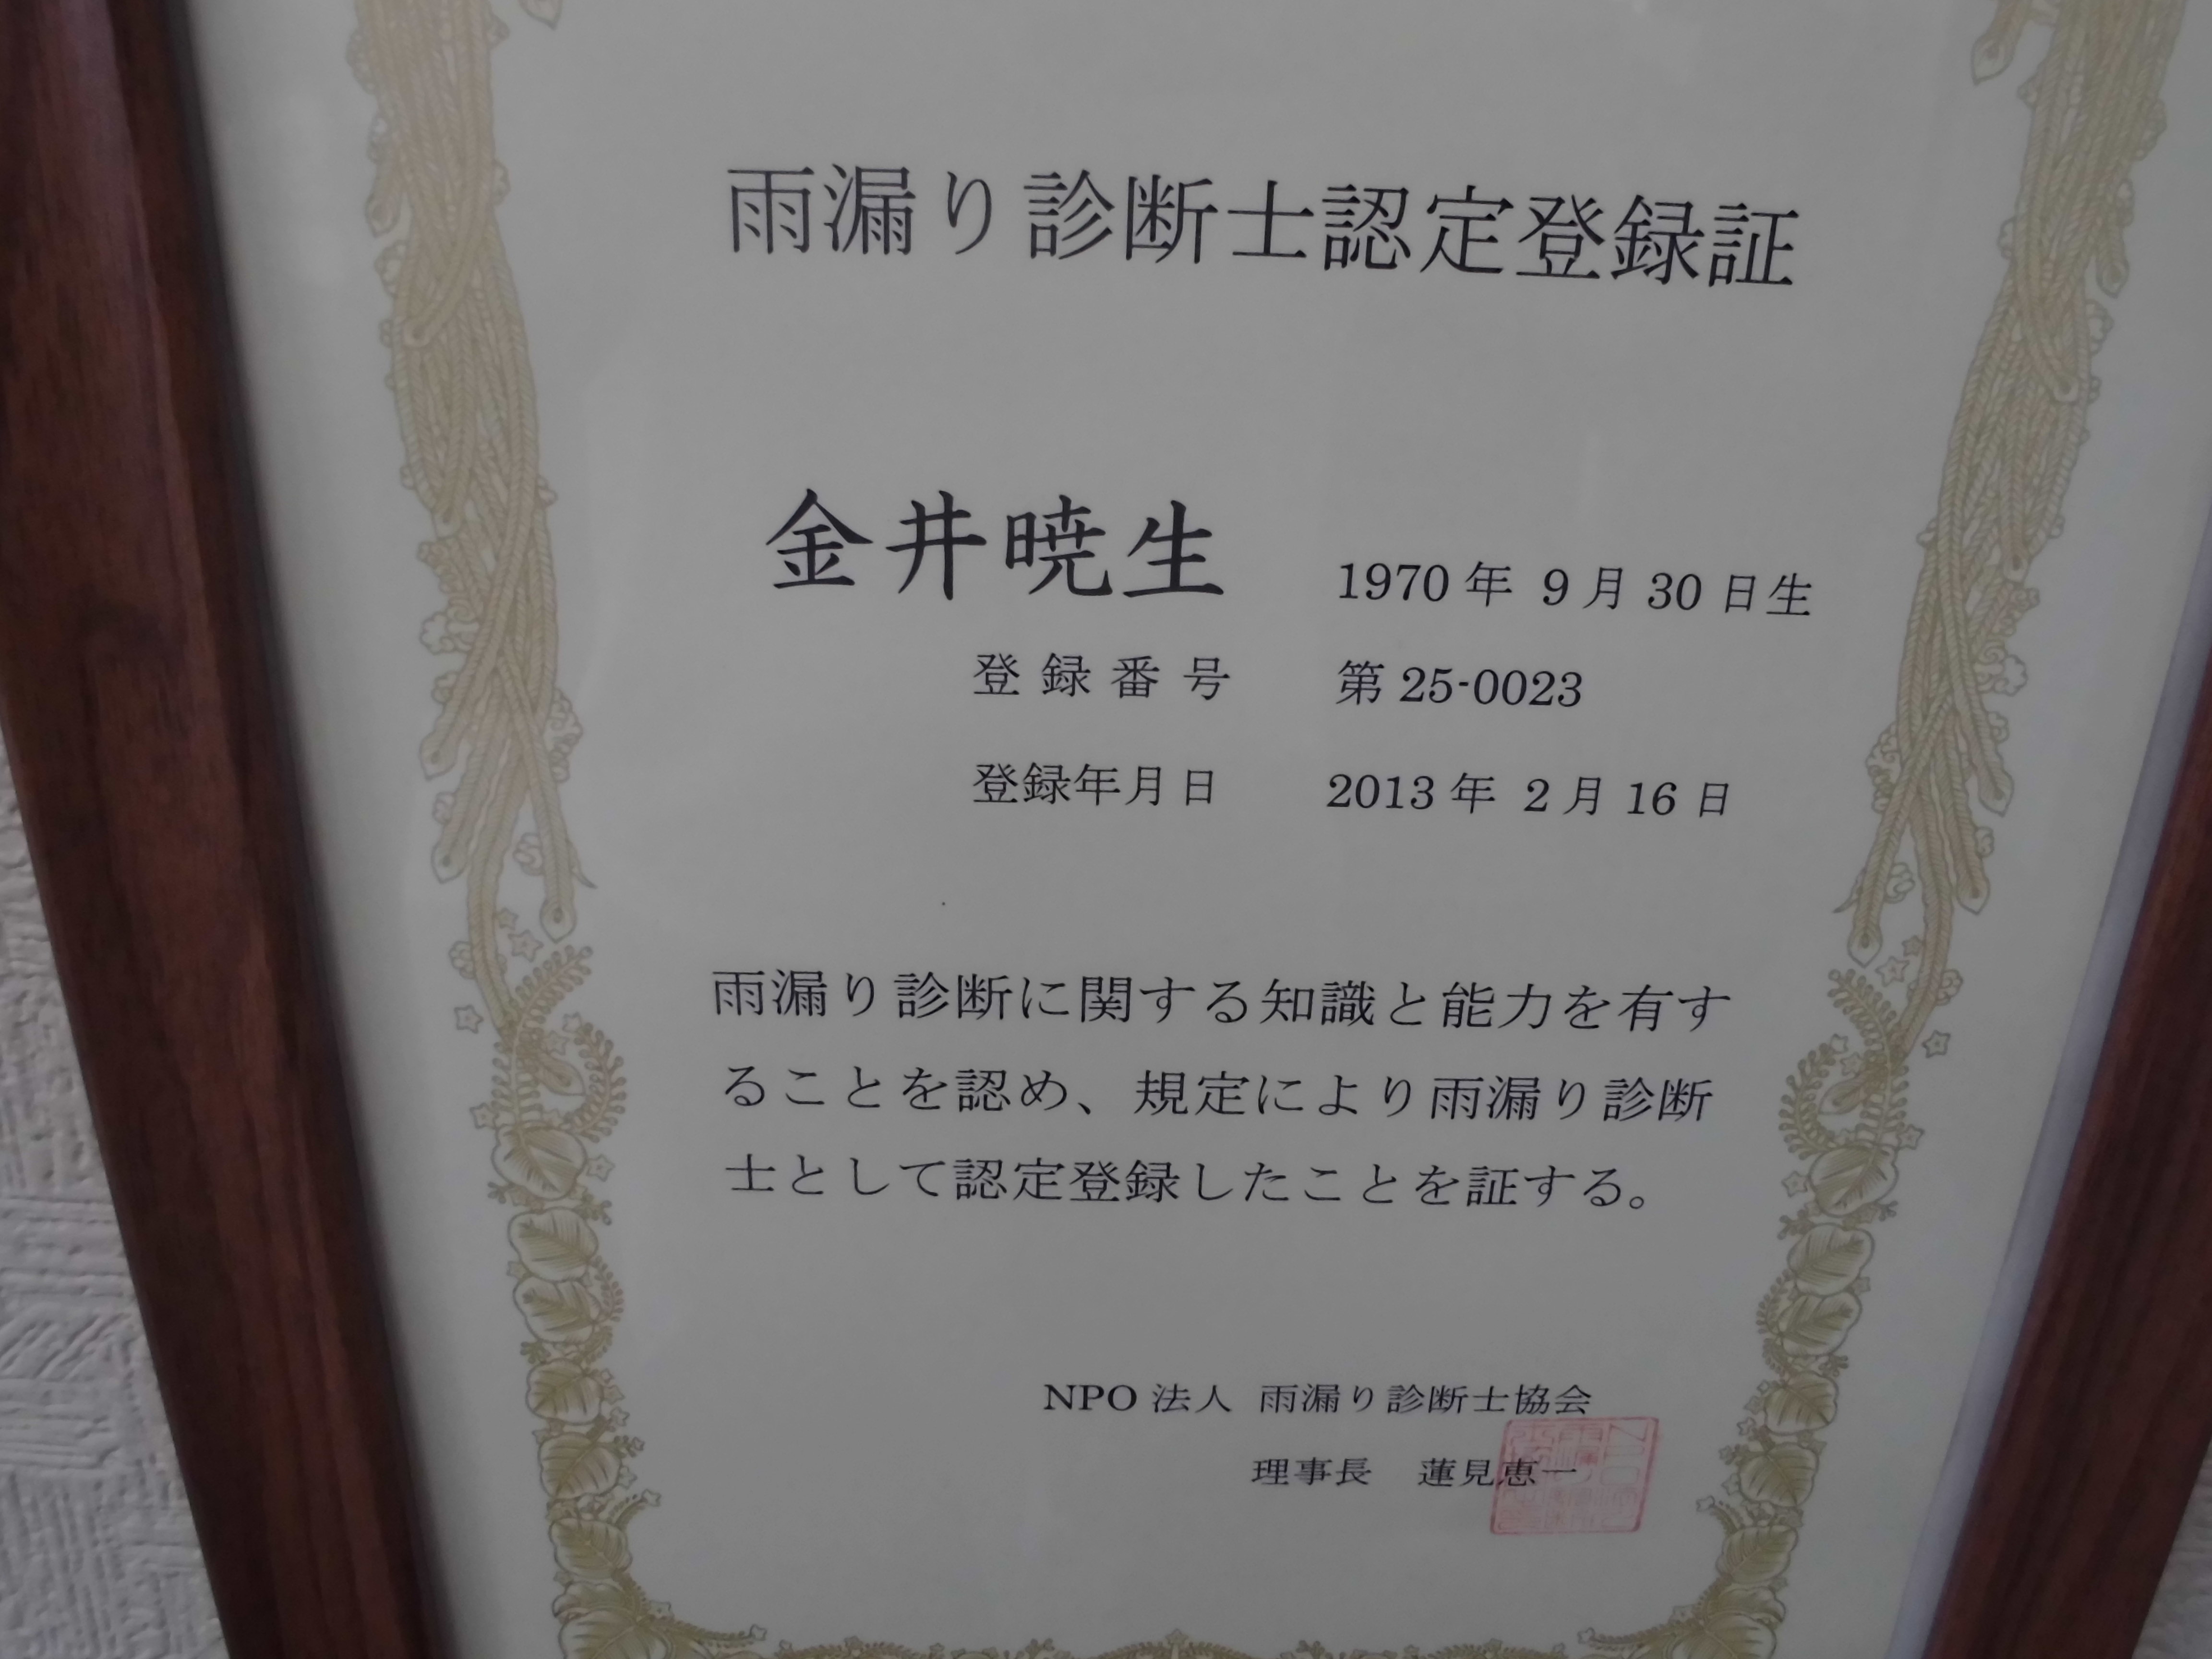 雨漏り診断士認定登録証
金井暁生 1970年 9月30日生
登録番号 第25-0023
登録年月日 2013年 2月16日
雨漏り診断に関する知識と能力を有す
ることを認め、規定により雨漏り診断
士として認定登録したことを証する。
NPO法人 雨漏り診断士協会
理事長 蓮見恵一